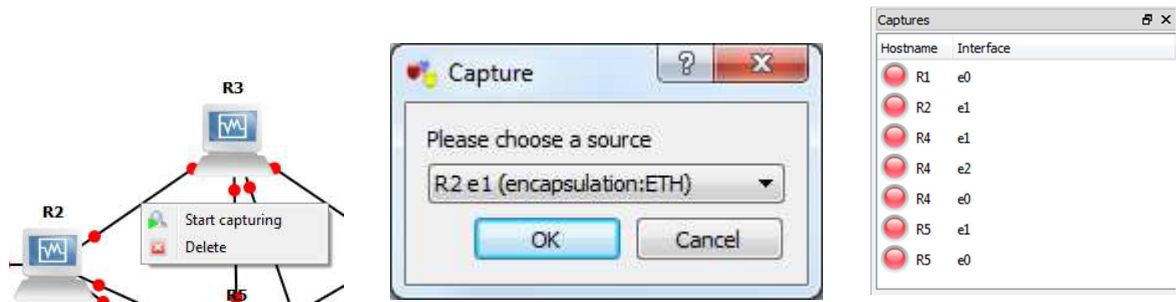 R3
R2
Start capturing
Delete
R5
Capture
?
Please choose a source
R2 e1 (encapsulation:ETH)
OK
Cancel
Captures
Hostname Interface
R1 e0
R2 e1
R4 e1
R4 e2
R4 e0
R5 e1
R5 e0